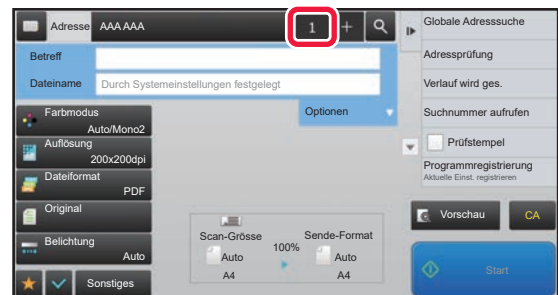 Adresse AAA AAA 1 +
Betreff
Dateiname Durch Systemeinstellungen festgelegt
Optionen
Farbmodus
Auto/Mono2
Auflösung
200x200dpi
Dateiformat
PDF
Original
Belichtung
Auto
Sonstiges
Scan-Grösse
Auto
A4
100%
Sende-Format
Auto
A4
Globale Adresssuche
Adressprüfung
Verlauf wird ges.
Suchnummer aufrufen
Prüfstempel
Programmregistrierung
Aktuelle Einst. registrieren
Vorschau
CA
Start